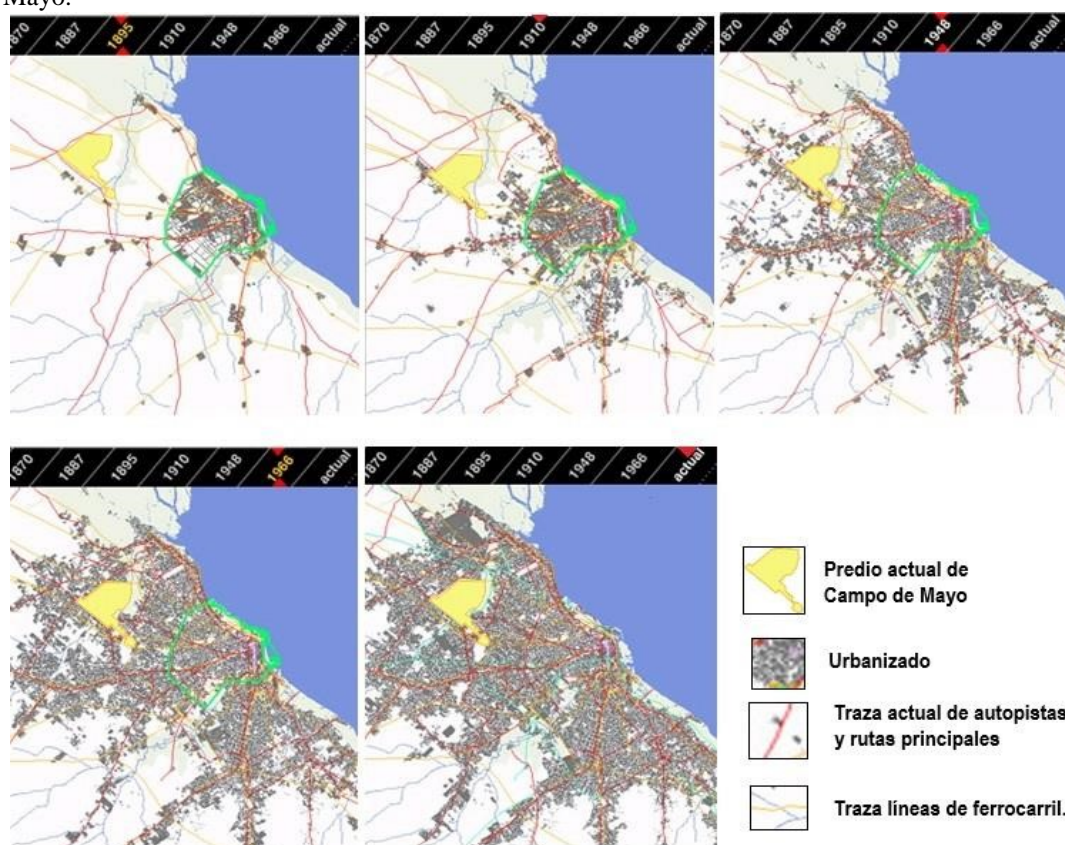 Mayo.
1870 1887 1895 1910 1948 1966 actual
1870 1887 1895 1910 1948 1966 actual
1870 1887 1895 1910 1948 1966 actual
1870 1887 1895 1910 1948 1966 actual
1870 1887 1895 1910 1948 1966 actual
Predio actual de
Campo de Mayo
Urbanizado
Traza actual de autopistas
y rutas principales
Traza líneas de ferrocarril.